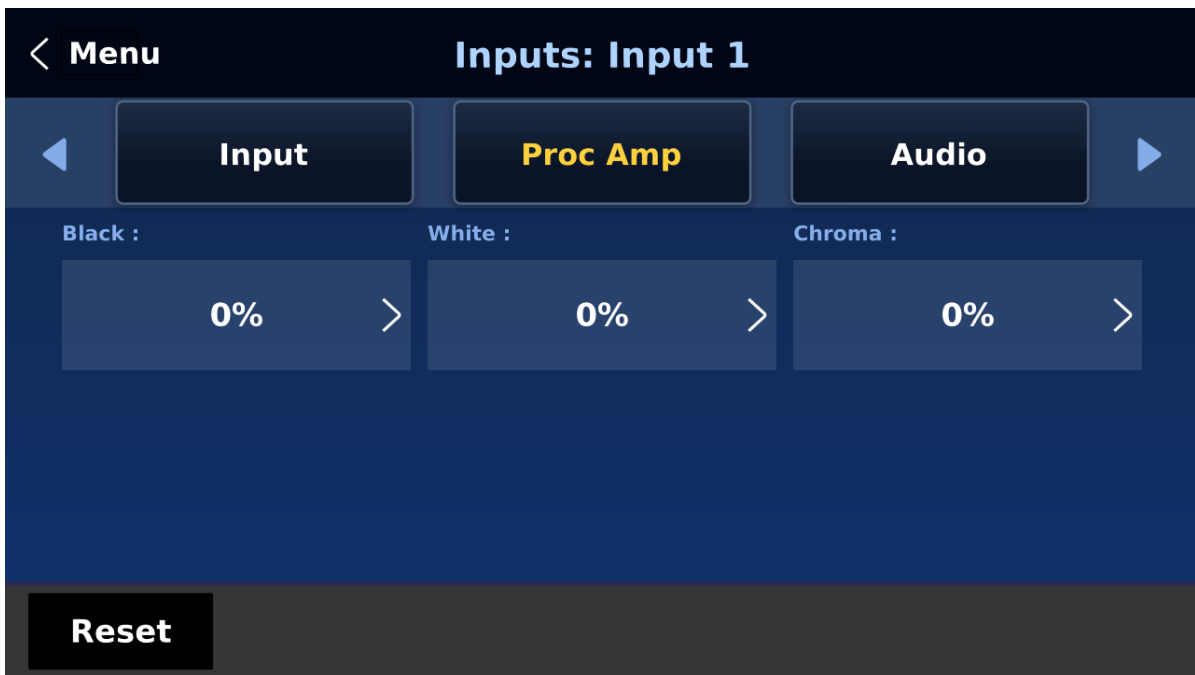 Menu
Inputs: Input 1
Input
Proc Amp
Audio
Black :
White :
Chroma :
0%
0%
0%
Reset